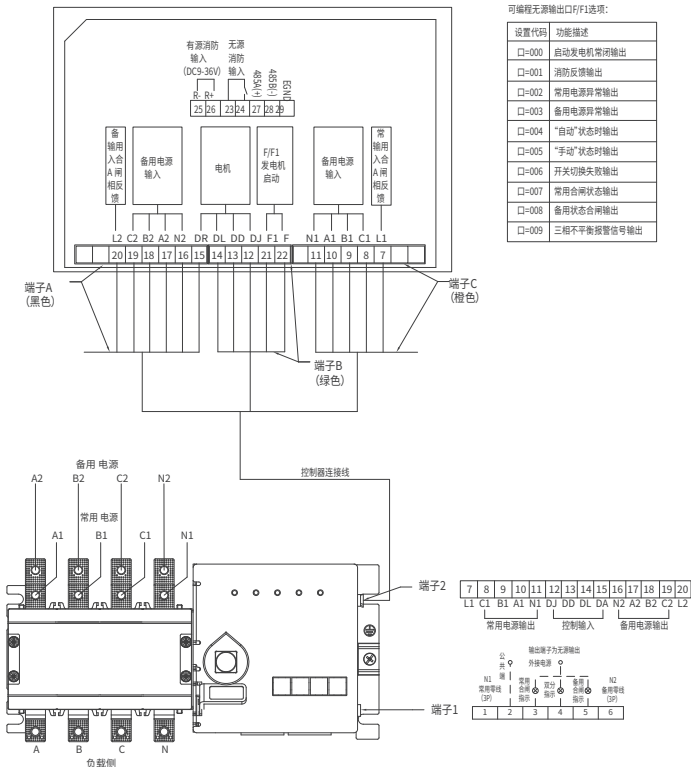 可编程无源输出口F/F1选项：
设置代码 功能描述
口=000 启动发电机常闭输出
口=001 消防反馈输出
口=002 常用电源异常输出
口=003 备用电源异常输出
口=004 “自动”状态时输出
口=005 “手动”状态时输出
口=006 开关切换失败输出
口=007 常用合闸状态输出
口=008 备用状态合闸输出
口=009 三相不平衡报警信号输出
有源消防
输入
(DC9-36V)
R- R+
无源
消防
输入
485A(+)
485B(-)
EGND
25 26 23 24 27 28 29
备
输用
入合
A 闸
相反
馈
备用电源
输入
电机
F/F1
发电机
启动
备用电源
输入
常
输用
入合
A 闸
相反
馈
L2 C2 B2 A2 N2 DR DL DD DJ F1 F N1 A1 B1 C1 L1
20 19 18 17 16 15 14 13 12 21 22 11 10 9 8 7
端子A
(黑色)
端子C
(橙色)
端子B
(绿色)
控制器连接线
备用 电源
A2 B2 C2 N2
常用 电源
A1 B1 C1 N1
端子2
端子1
A B C N
负载侧
7 8 9 10 11 12 13 14 15 16 17 18 19 20
L1 C1 B1 A1 N1 DJ DD DL DA N2 A2 B2 C2 L2
常用电源输出 控制输入 备用电源输出
输出端子为无源输出
公
共
端
外接电源
N1
常用零线
(3P)
常用
合闸
指示
双分
指示
备用
合闸
指示
N2
备用零线
(3P)
1 2 3 4 5 6